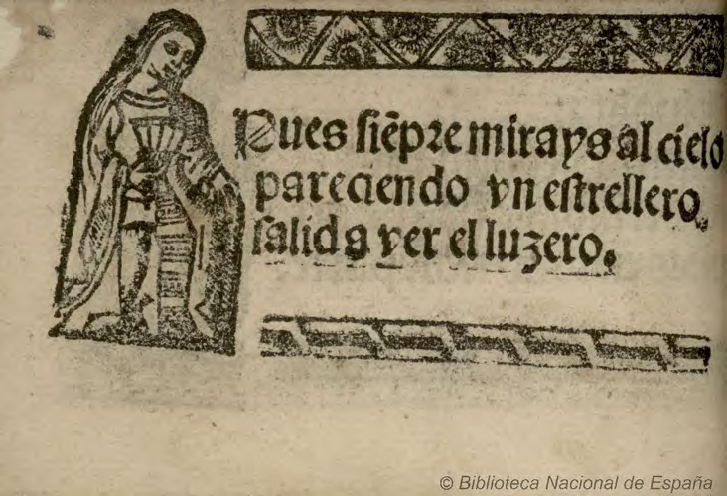 Pues siẽpre mirays al cielo
pareciendo vn estrellero,
salid a ver el luzero.
© Biblioteca Nacional de España